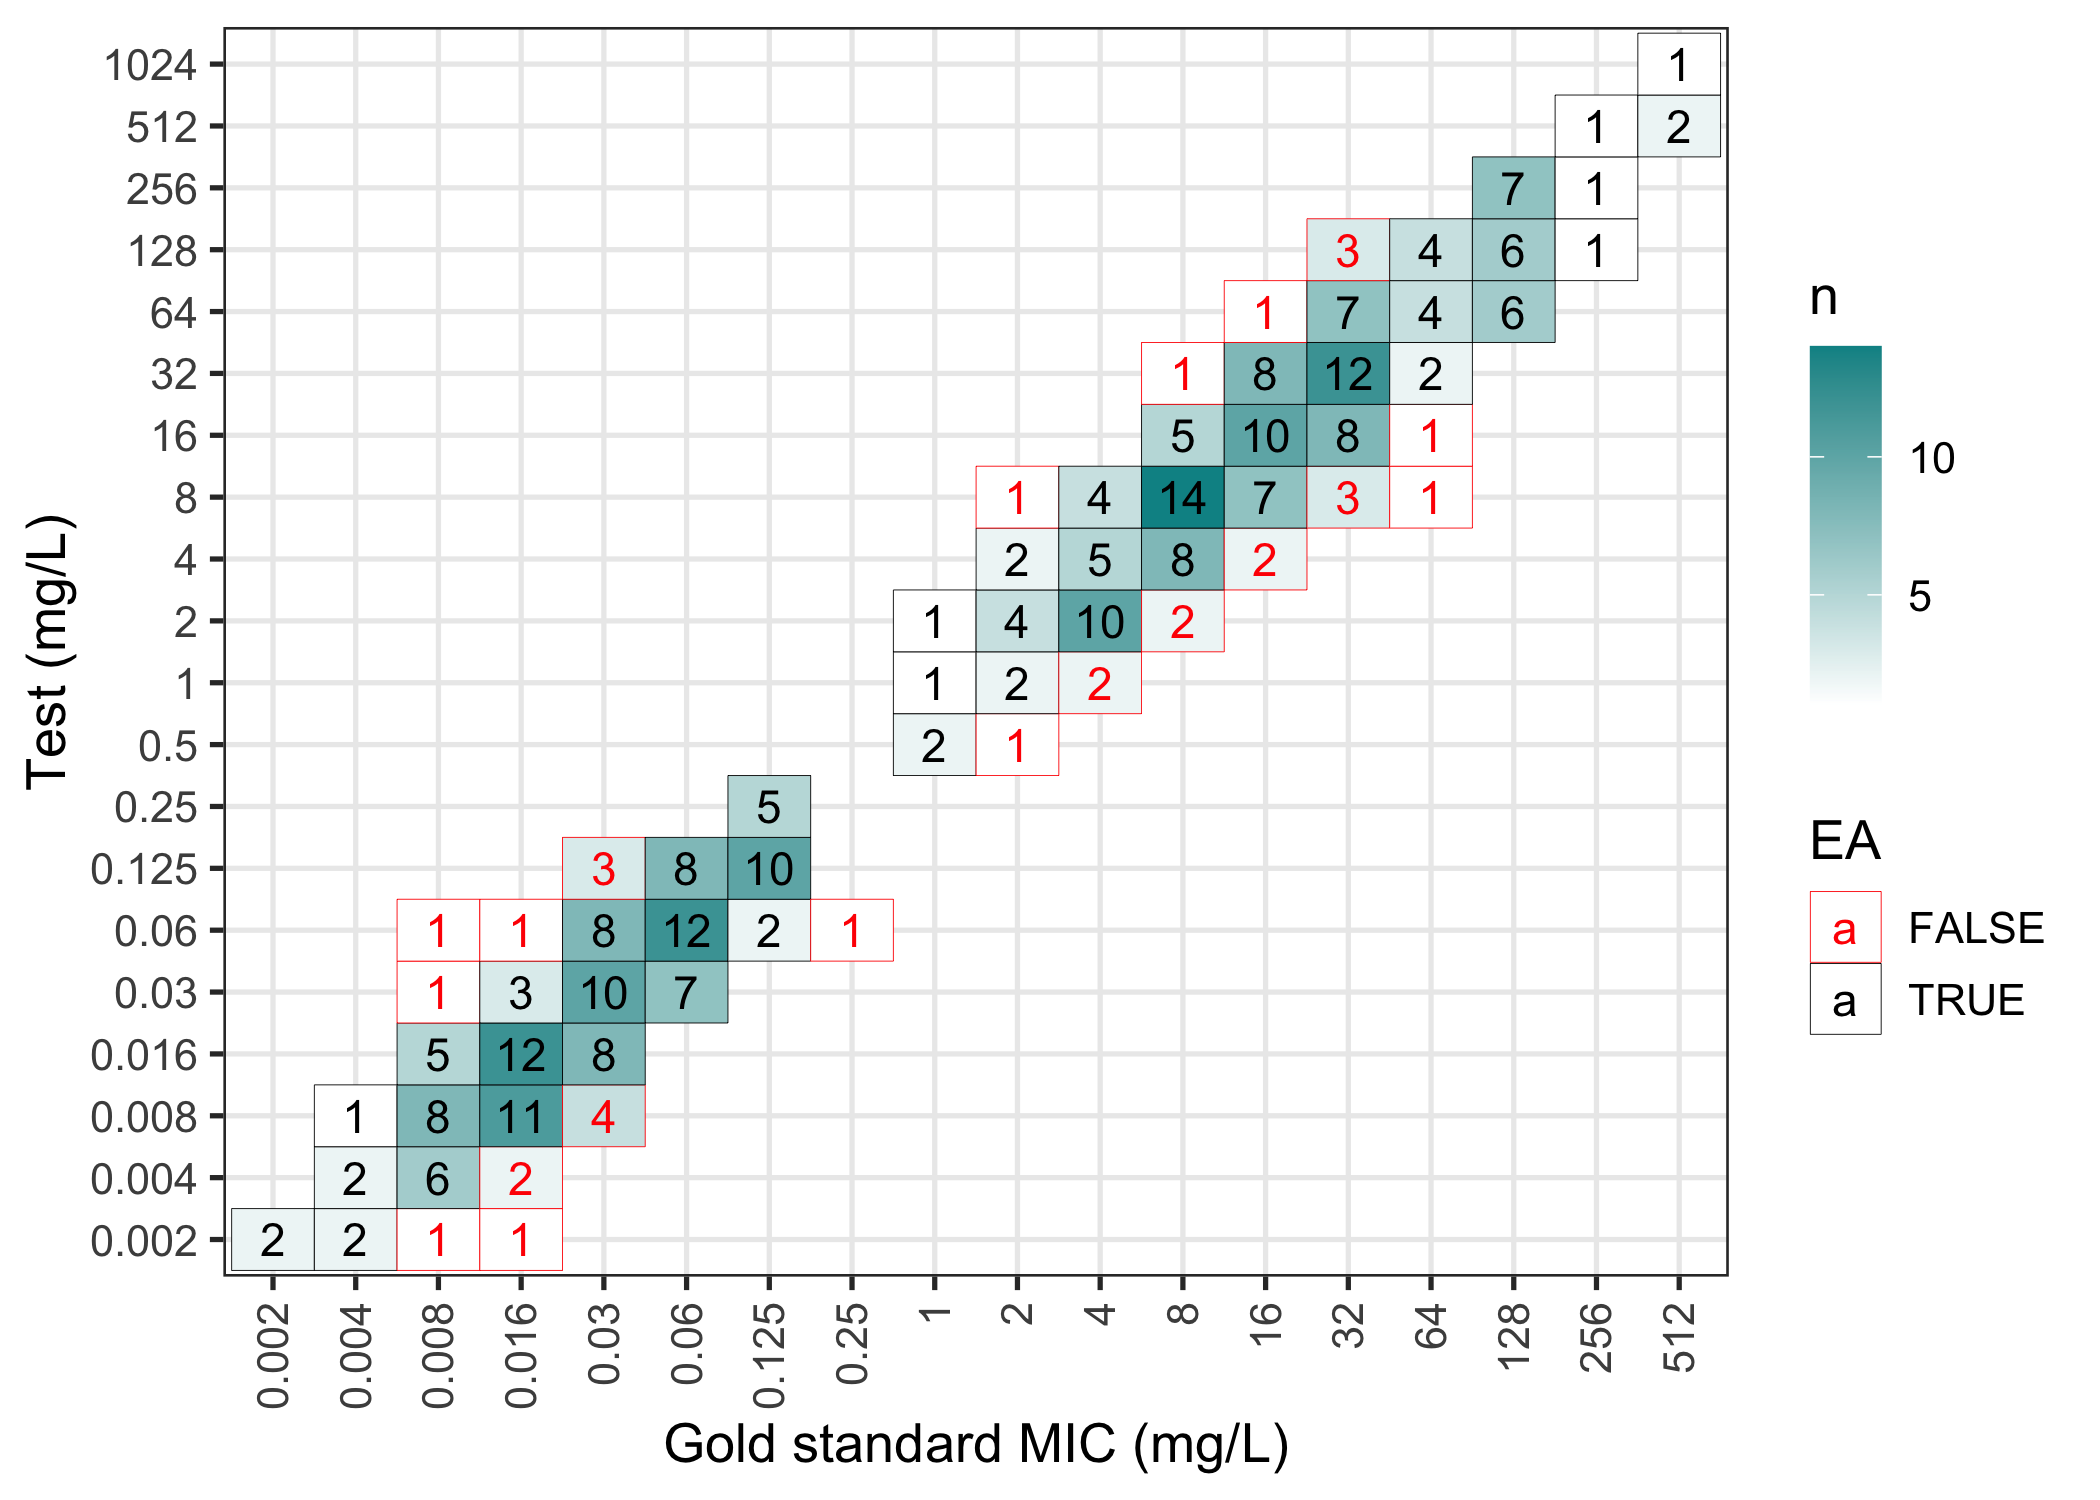 1024 1
512 1 2
256 7 1
128 3 4 6 1
64 1 7 4 6
32 1 8 12 2
16 5 10 8 1
8 1 4 14 7 3 1
4 2 5 8 2
2 1 4 10 2
1 1 2 2
0.5 2 1
0.25 5
0.125 3 8 10
0.06 1 1 8 12 2 1
0.03 1 3 10 7
0.016 5 12 8
0.008 1 8 11 4
0.004 2 6 2
0.002 2 2 1 1
0.002 0.004 0.008 0.016 0.03 0.06 0.125 0.25 1 2 4 8 16 32 64 128 256 512
Gold standard MIC (mg/L)
Test (mg/L)
n
10
5
EA
a FALSE
a TRUE